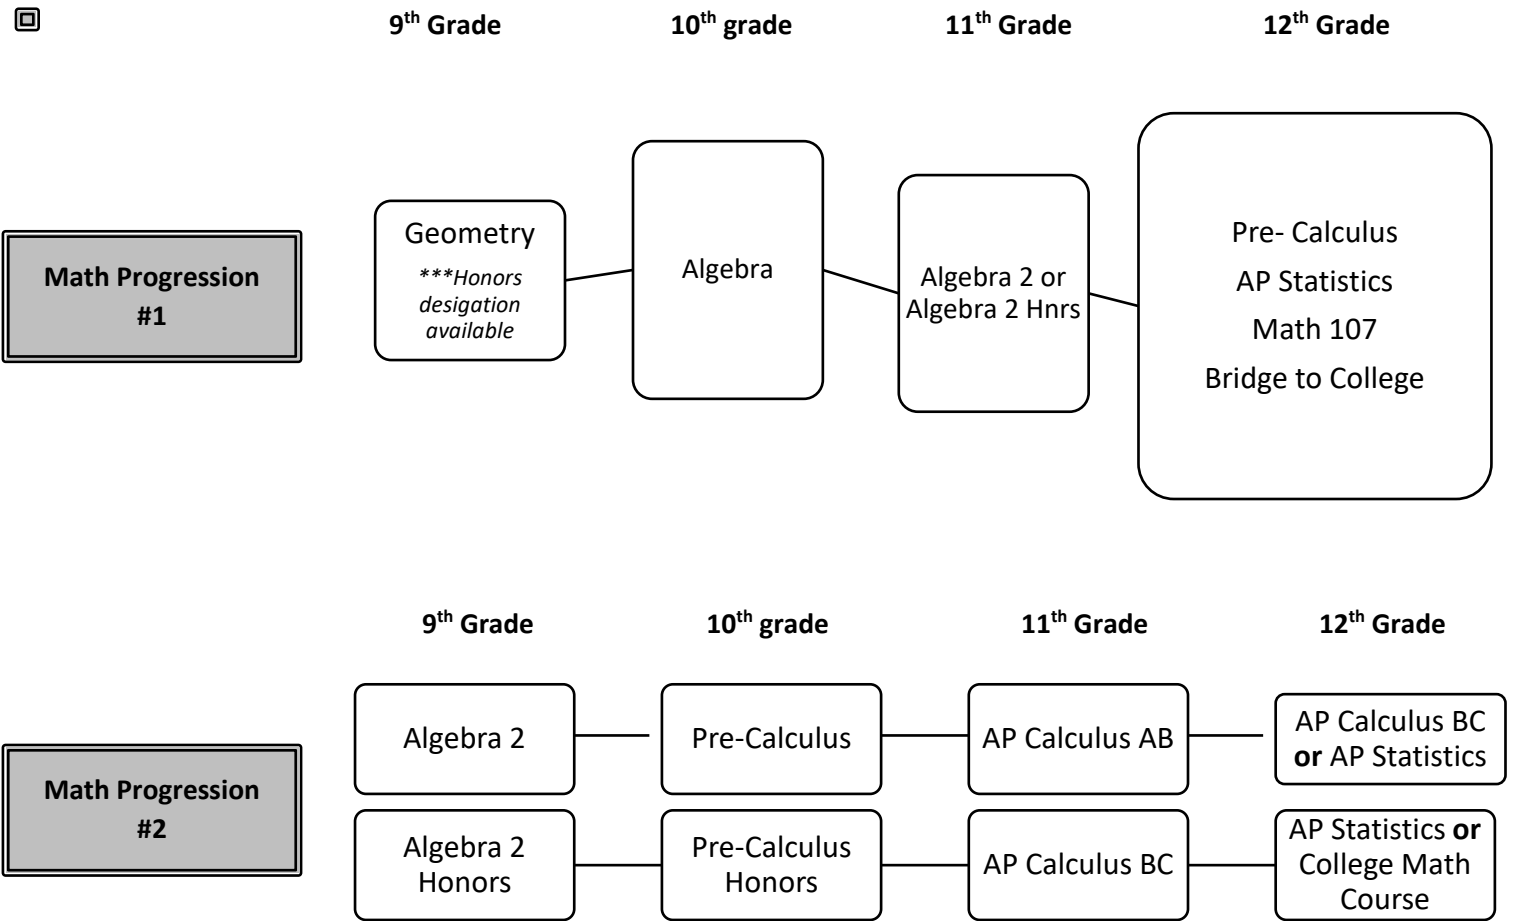 9th Grade 10th grade 11th Grade 12th Grade
Math Progression
#1
Geometry
***Honors
desigation
available
Algebra
Algebra 2 or
Algebra 2 Hnrs
Pre- Calculus
AP Statistics
Math 107
Bridge to College
9th Grade 10th grade 11th Grade 12th Grade
Math Progression
#2
Algebra 2
Pre-Calculus
AP Calculus AB
AP Calculus BC
or AP Statistics
Algebra 2
Honors
Pre-Calculus
Honors
AP Calculus BC
AP Statistics or
College Math
Course